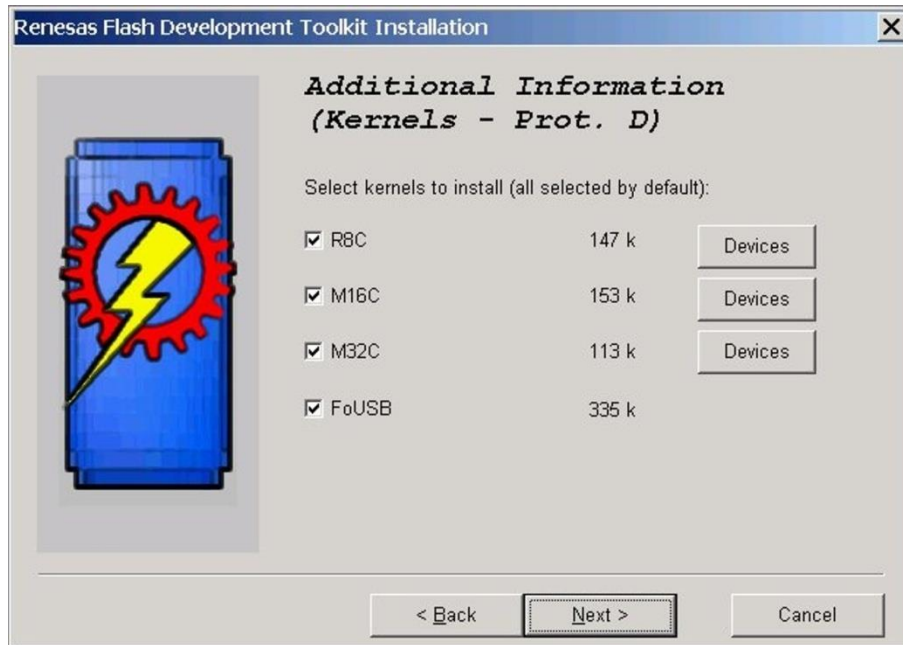 Renesas Flash Development Toolkit Installation
Additional Information
(Kernels - Prot. D)
Select kernels to install (all selected by default):
R8C 147 k Devices
M16C 153 k Devices
M32C 113 k Devices
FoUSB 335 k
< Back Next > Cancel